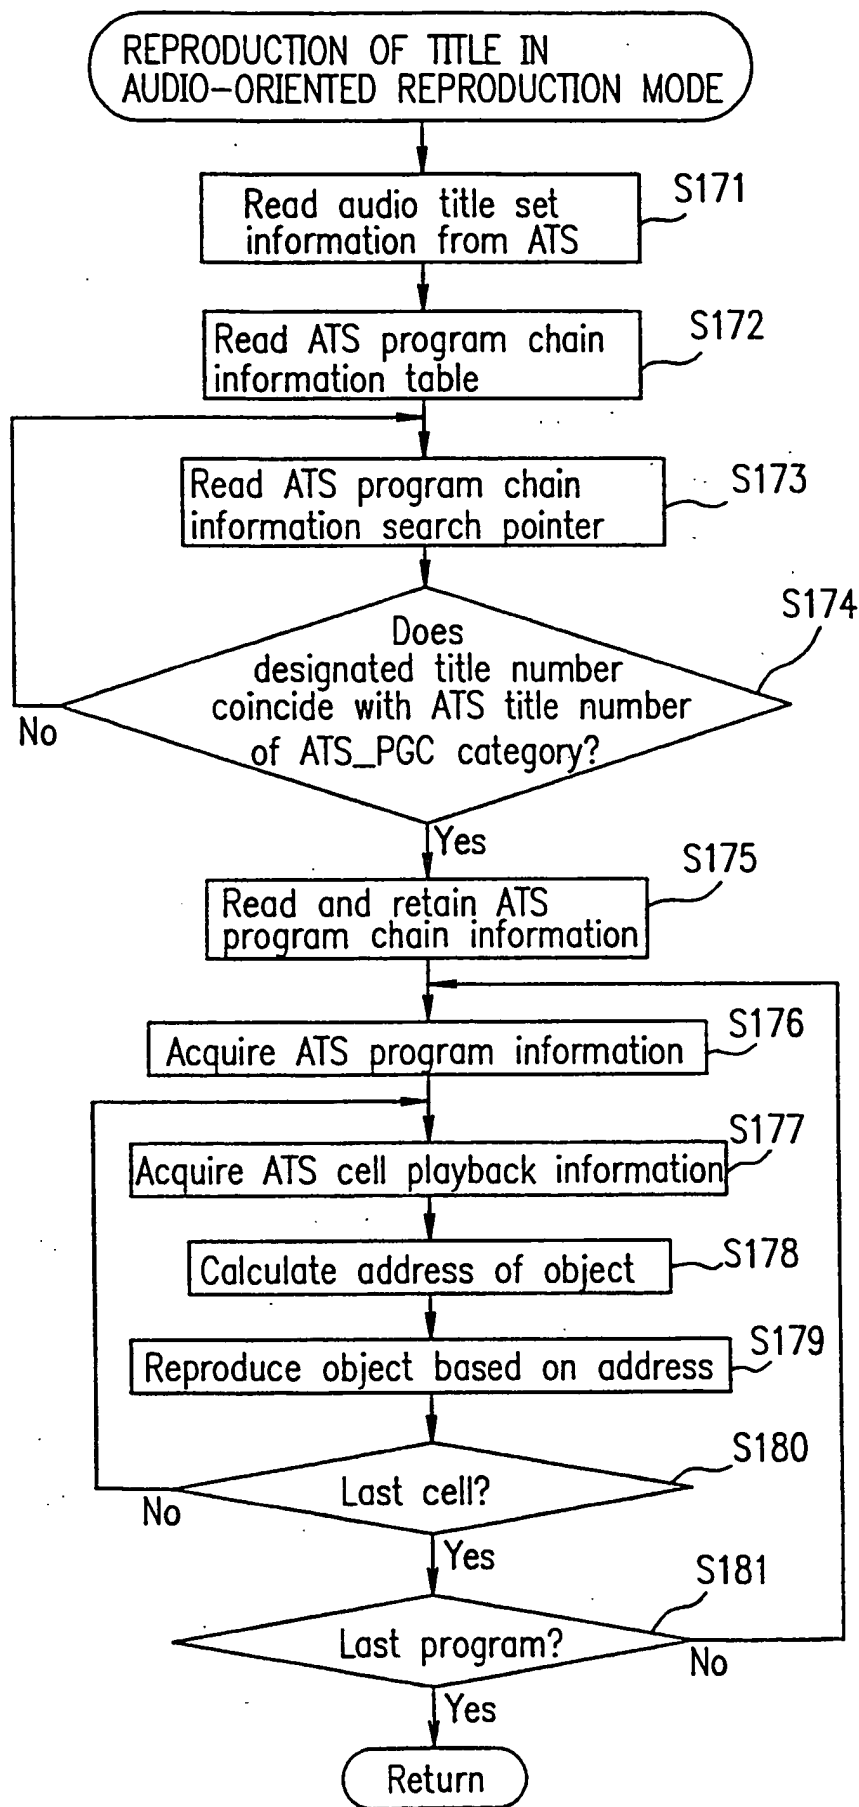 REPRODUCTION OF TITLE IN
AUDIO-ORIENTED REPRODUCTION MODE
S171
Read audio title set
information from ATS
S172
Read ATS program chain
information table
S173
Read ATS program chain
information search pointer
S174
Does
designated title number
coincide with ATS title number
of ATS_PGC category?
No
Yes
S175
Read and retain ATS
program chain information
S176
Acquire ATS program information
S177
Acquire ATS cell playback information
S178
Calculate address of object
S179
Reproduce object based on address
S180
Last cell?
No
Yes
S181
Last program?
No
Yes
Return